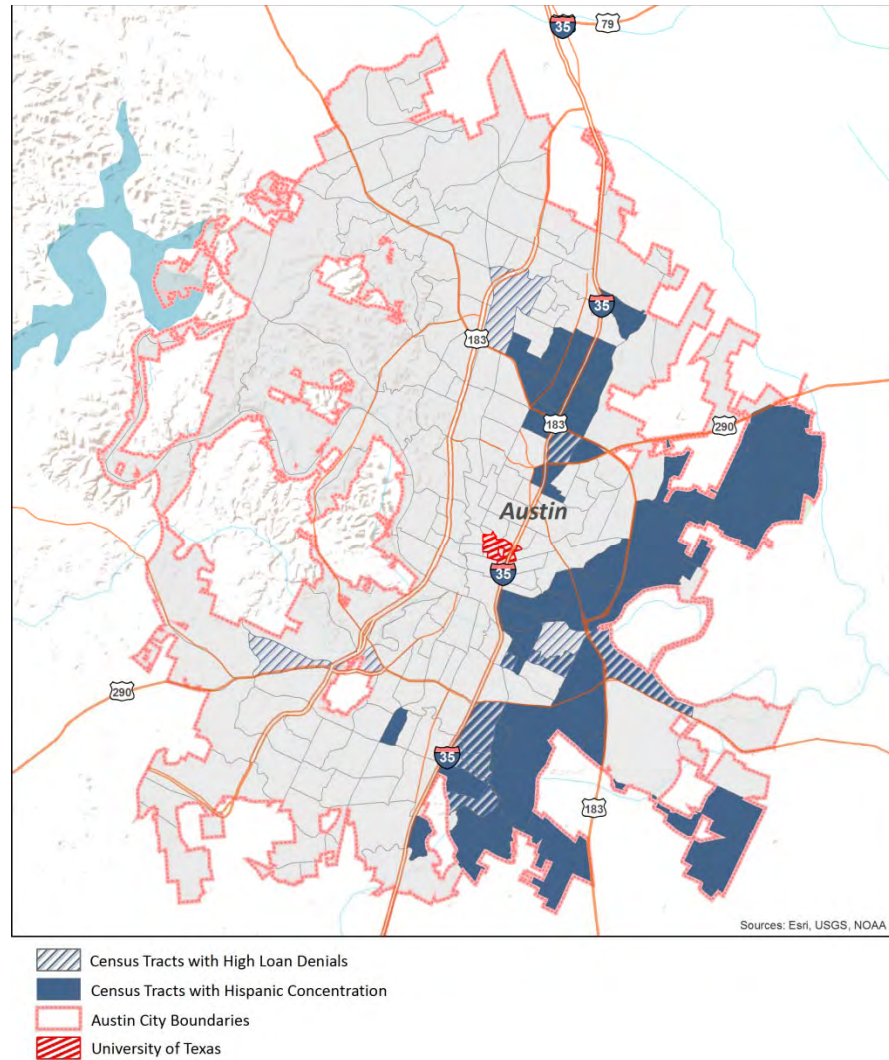 35
79
35
183
183
290
Austin
35
290
35
183
Sources: Esri, USGS, NOAA
Census Tracts with High Loan Denials
Census Tracts with Hispanic Concentration
Austin City Boundaries
University of Texas